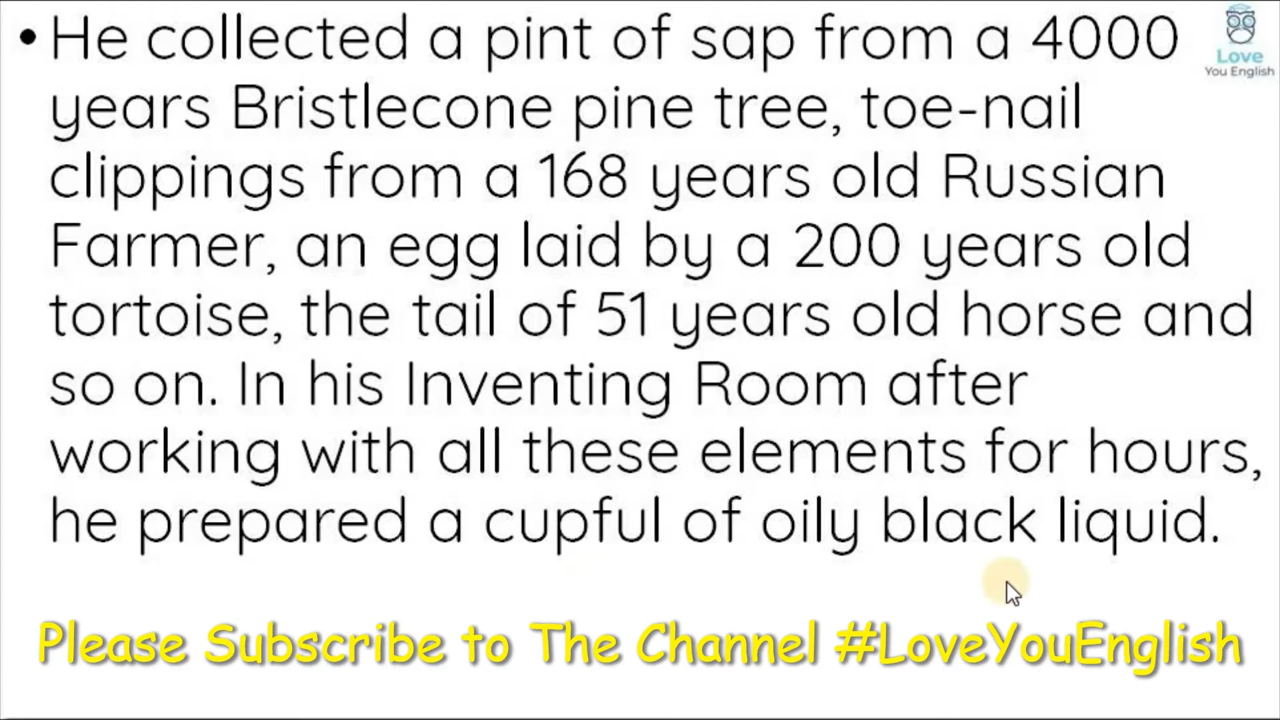 • He collected a pint of sap from a 4000
years Bristlecone pine tree, toe-nail
clippings from a 168 years old Russian
Farmer, an egg laid by a 200 years old
tortoise, the tail of 51 years old horse and
so on. In his Inventing Room after
working with all these elements for hours,
he prepared a cupful of oily black liquid.
Love
You English
Please Subscribe to The Channel #LoveYouEnglish